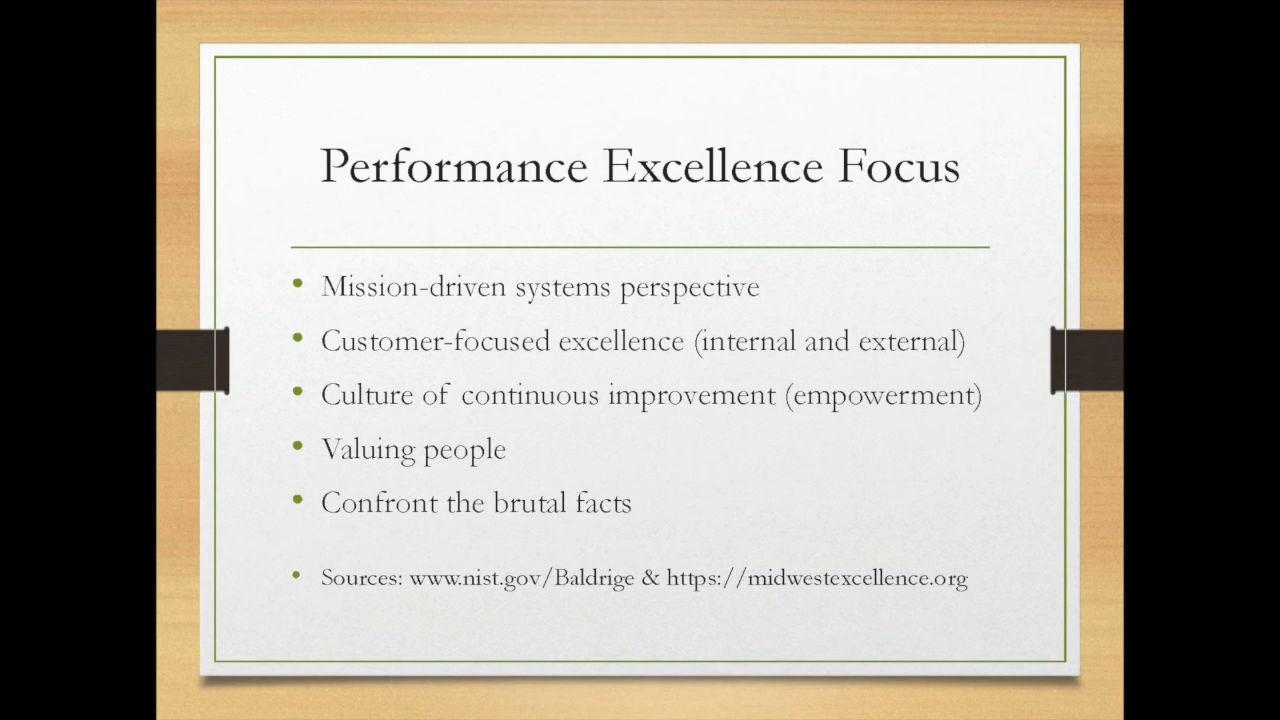 Performance Excellence Focus
• Mission-driven systems perspective
• Customer-focused excellence (internal and external)
• Culture of continuous improvement (empowerment)
• Valuing people
• Confront the brutal facts
• Sources: www.nist.gov/Baldrige & https://midwestexcellence.org